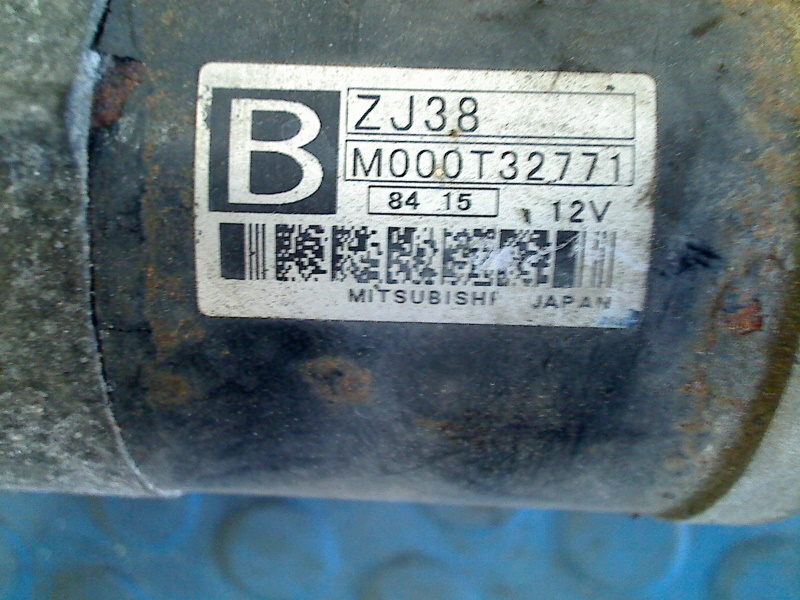 B
ZJ38
M000T32771
84 15
12V
MITSUBISHI JAPAN